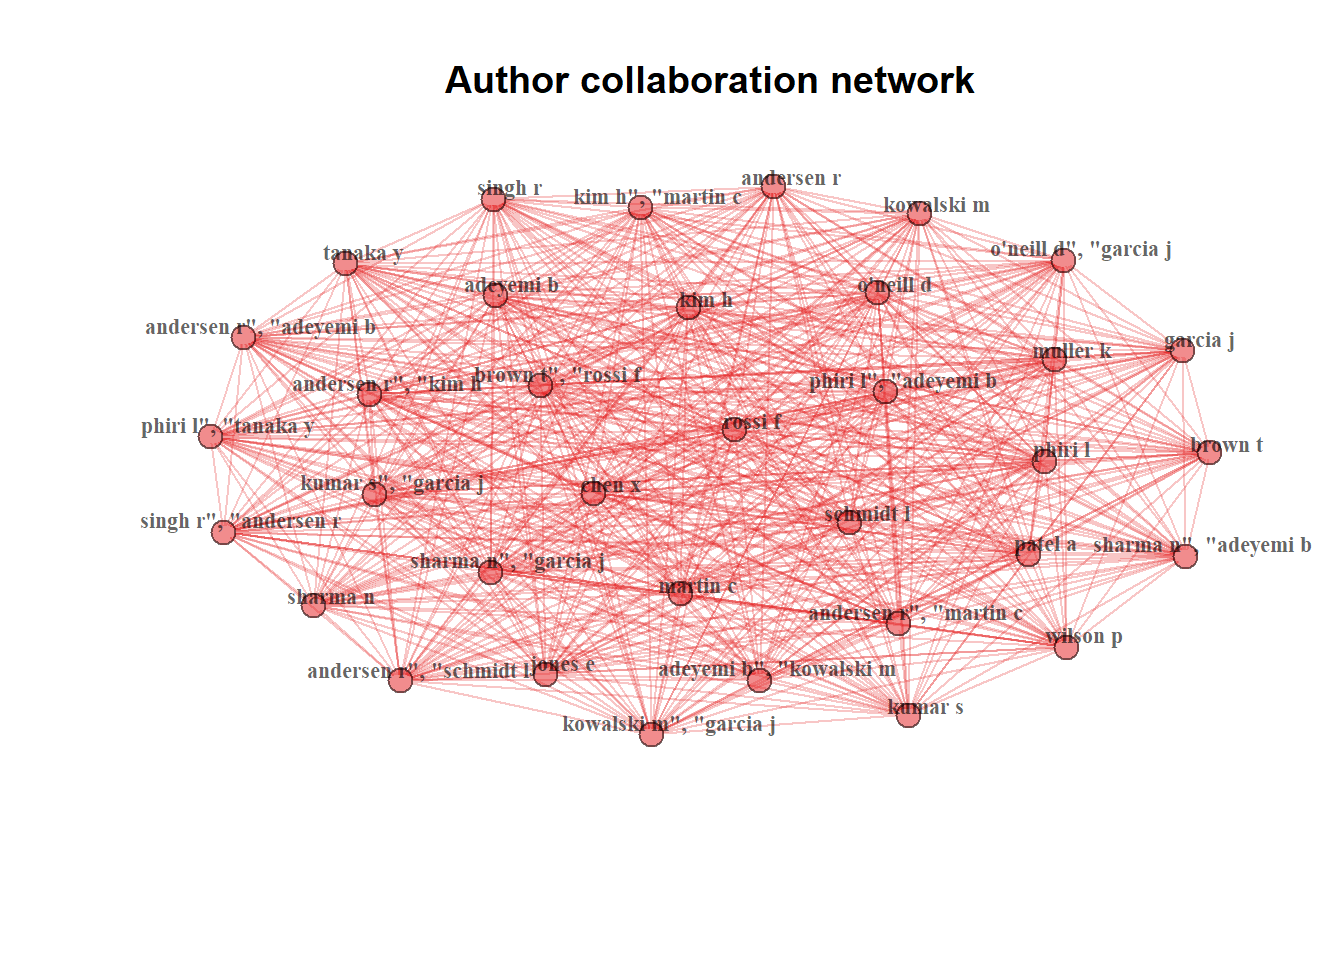 Author collaboration network
andersen r
singh r
kim h", "martin c
kowalski m
o'neill d", "garcia j
tanaka y
adeyemi b
o'neill d
kim h
andersen r", "adeyemi b
garcia j
muller k
brown t", "rossi f
phiri l", "adeyemi b
andersen r", "kim h
rossi f
phiri l", "tanaka y
brown t
phiri l
kumar s", "garcia j
chen x
schmidt l
singh r", "andersen r
patel a
sharma n", "adeyemi b
sharma n", "garcia j
martin c
sharma n
andersen r", "martin c
wilson p
jones e
andersen r", "schmidt l
adeyemi b", "kowalski m
kumar s
kowalski m", "garcia j